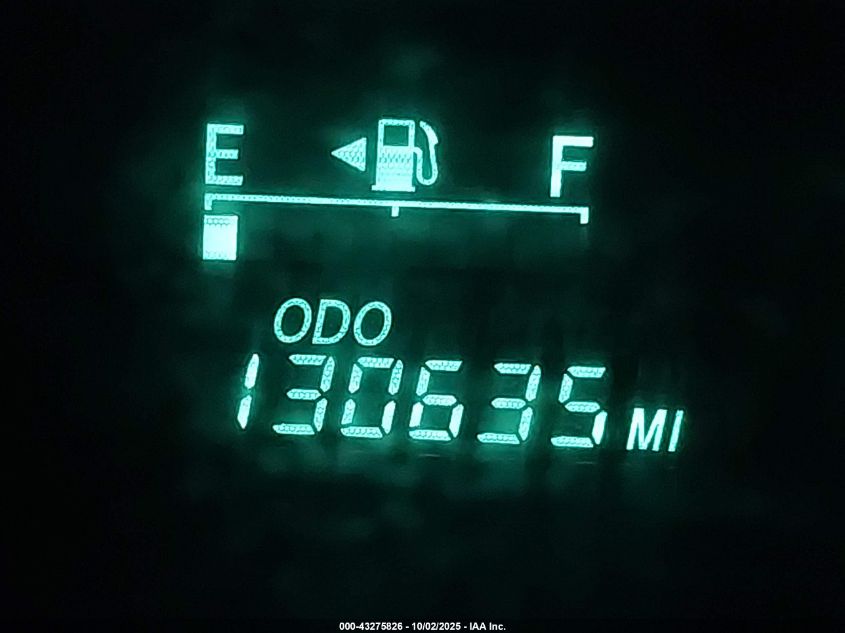 E F
ODO
130635 MI
000-43275826 - 10/02/2025 - IAA Inc.